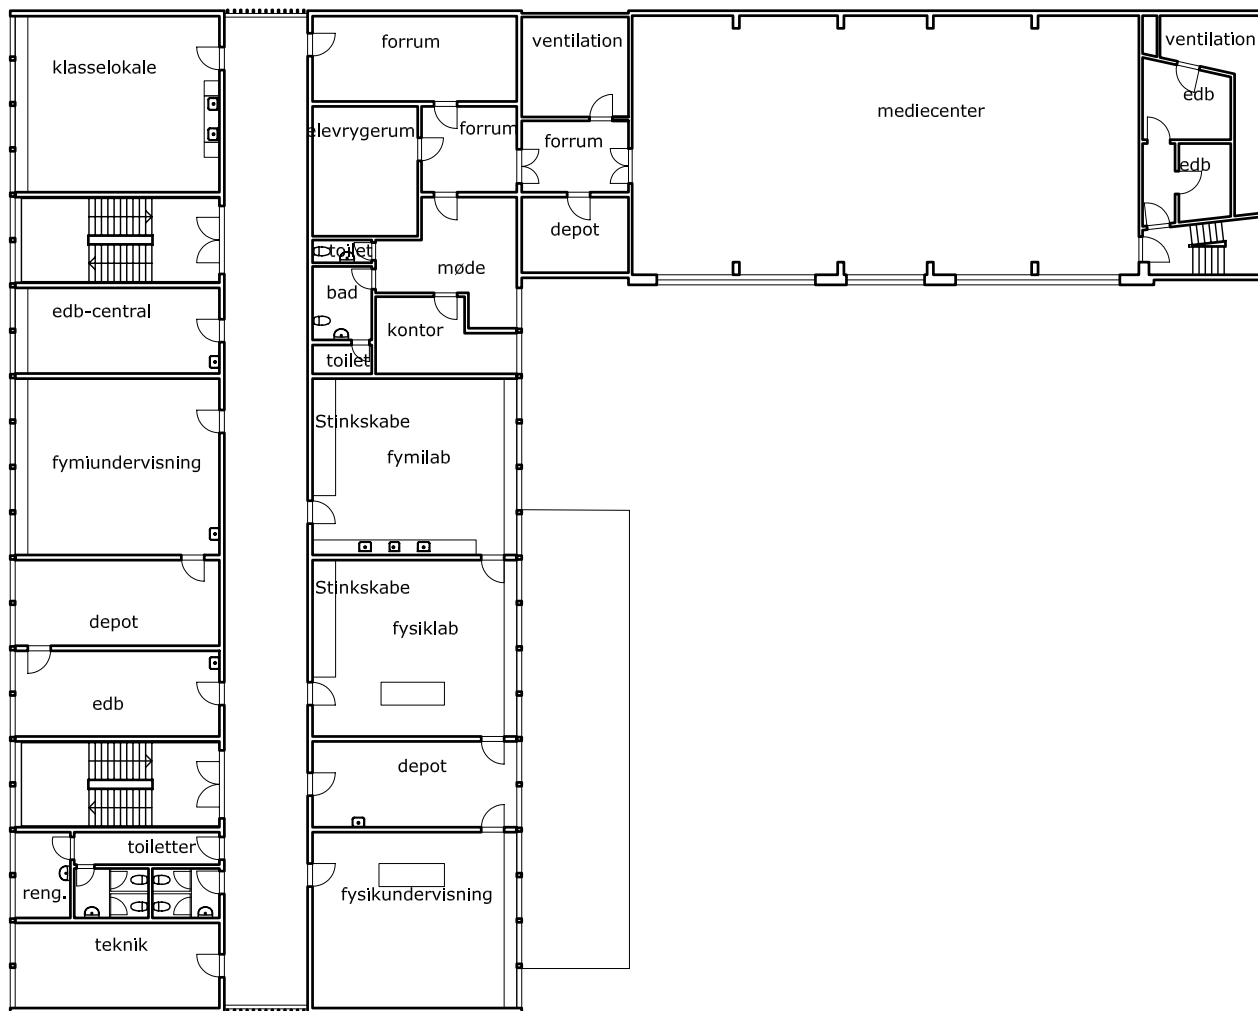 forrum
ventilation
ventilation
klasselokale
edb
mediecenter
elevrygerum
forrum
forrum
edb
depot
toilet
møde
bad
edb-central
kontor
toilet
Stinkskabe
fymiundervisning
fymilab
Stinkskabe
depot
fysiklab
edb
depot
toiletter
reng.
fysikundervisning
teknik